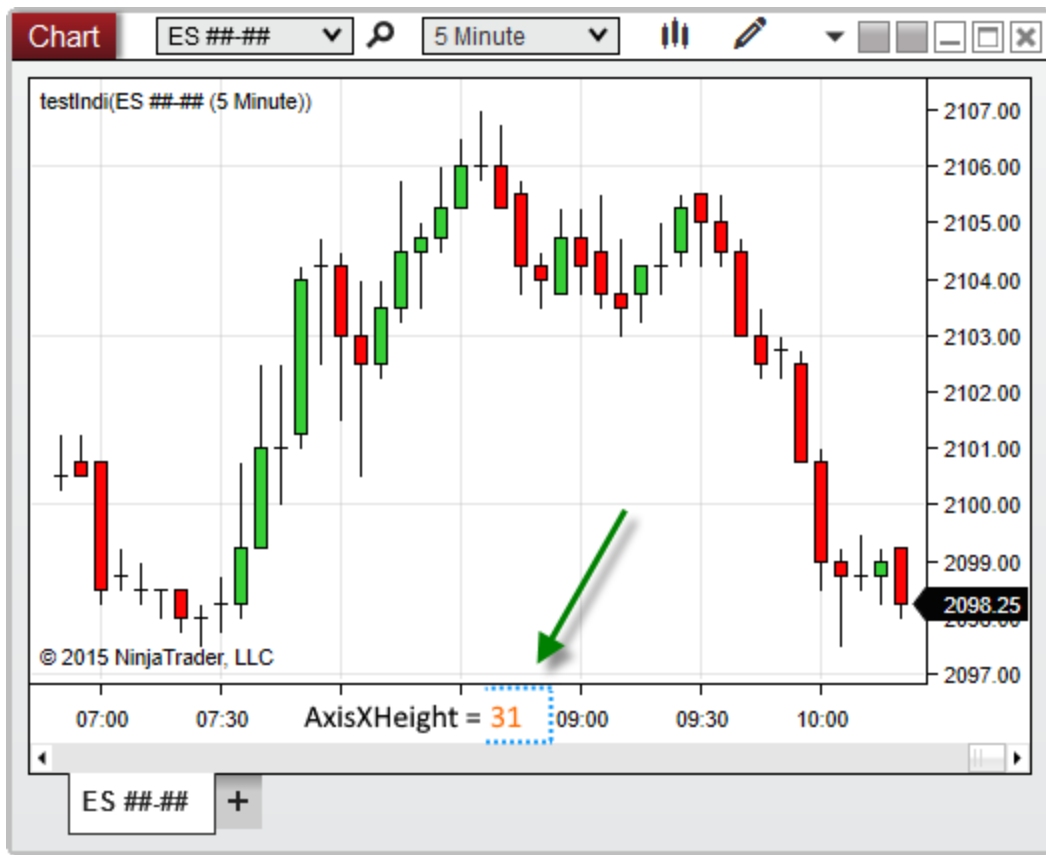 Chart ES ##-## 5 Minute
testIndi(ES ##-## (5 Minute))
2107.00
2106.00
2105.00
2104.00
2103.00
2102.00
2101.00
2100.00
2099.00
2098.25
2098.00
2097.00
© 2015 NinjaTrader, LLC
07:00 07:30 AxisXHeight = 31 09:00 09:30 10:00
ES ##-## +